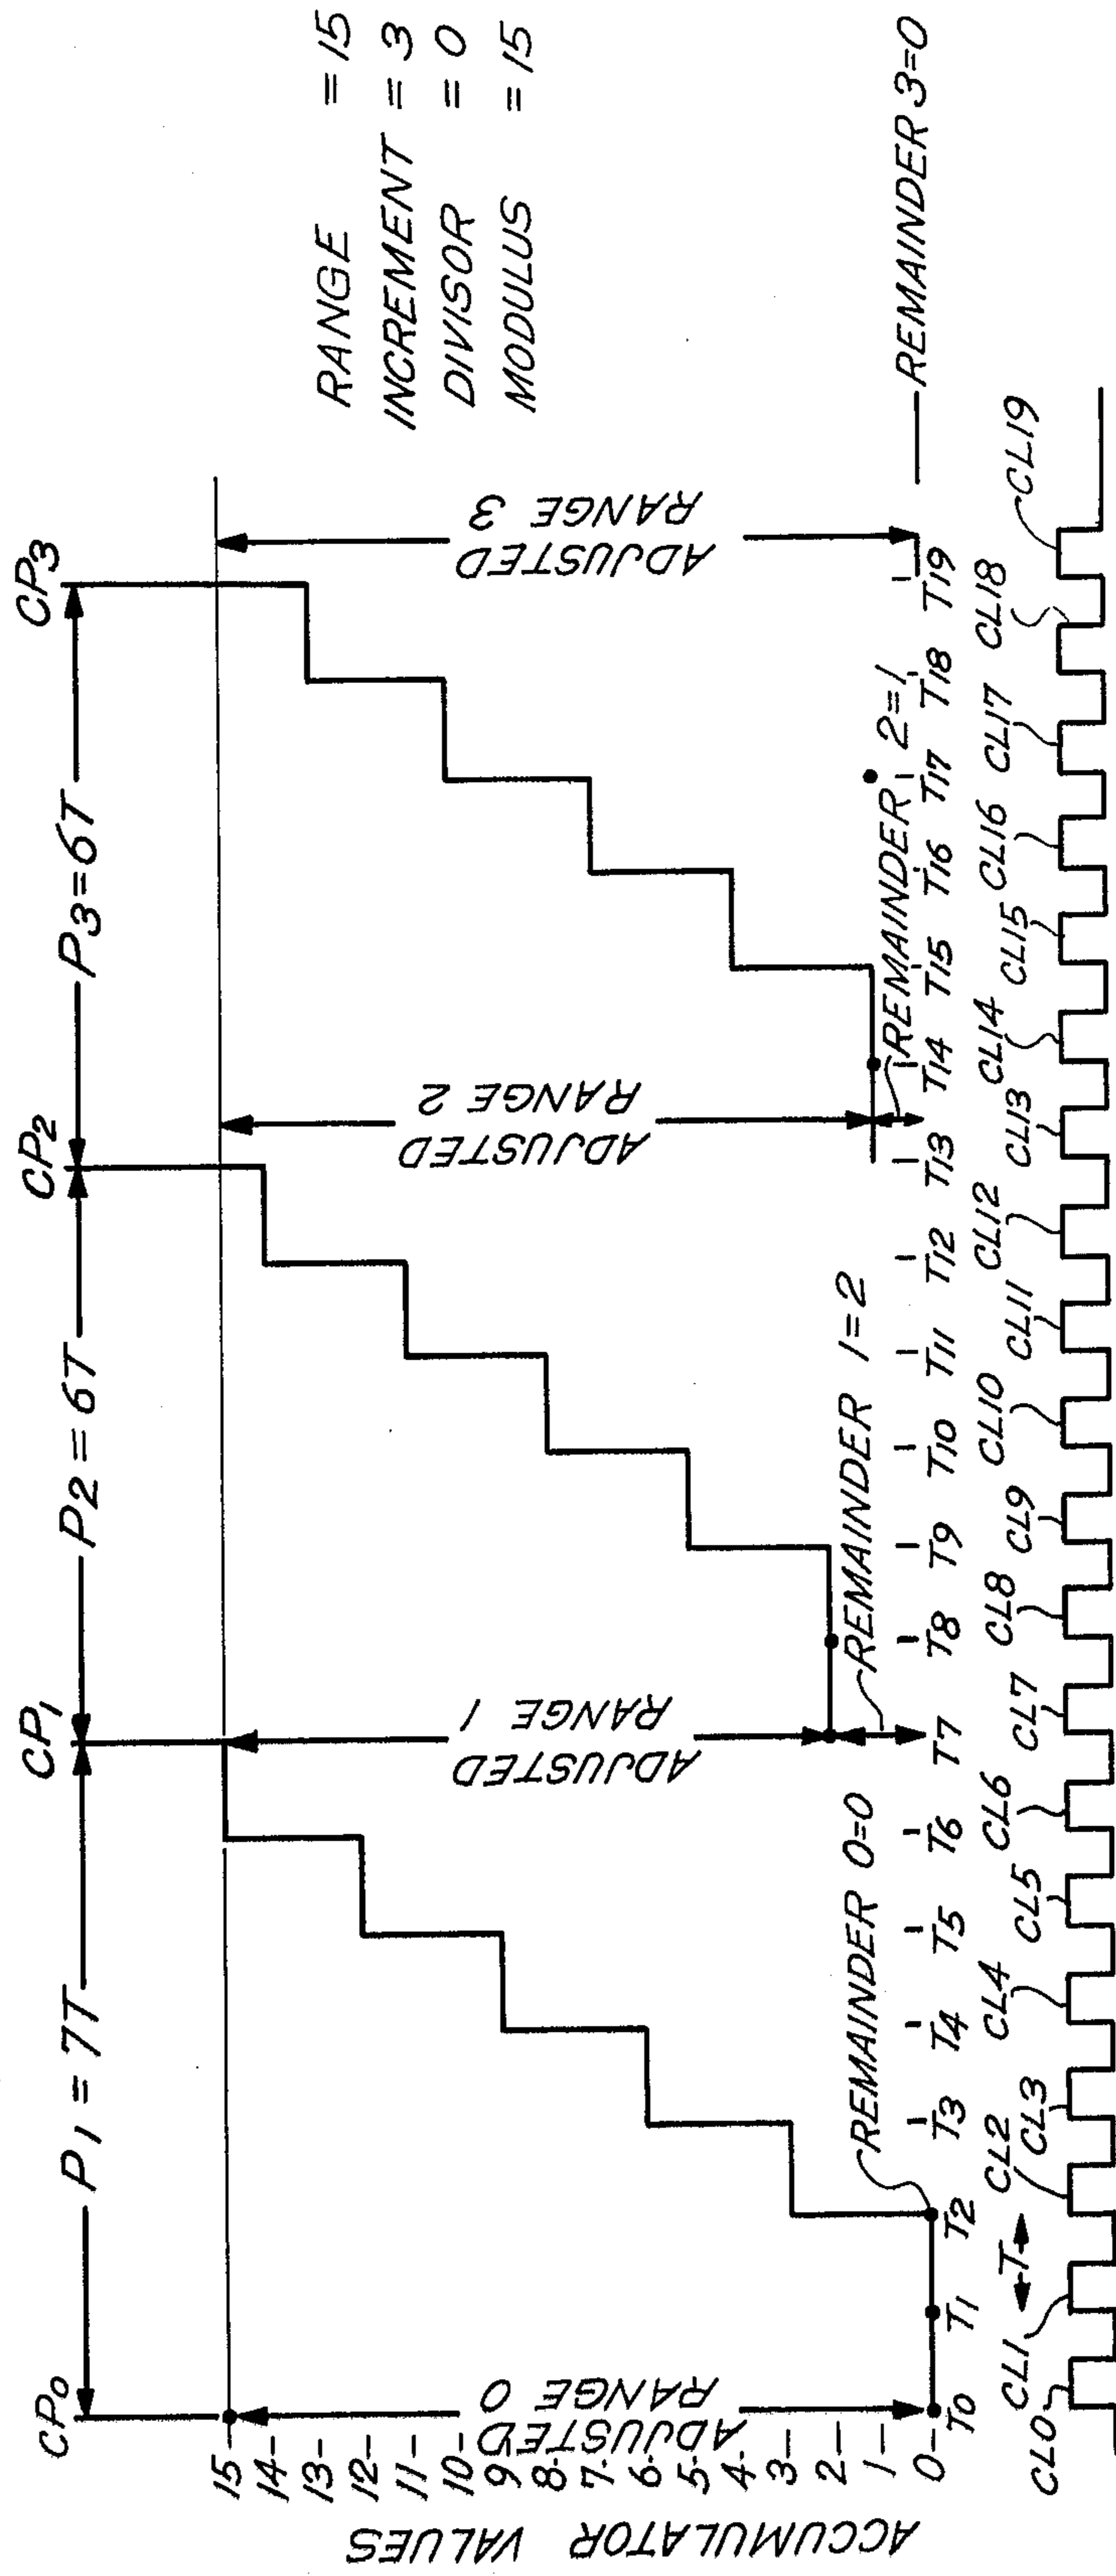 CP0
CP1
CP2
CP3
P1 = 7T
P2 = 6T
P3 = 6T
RANGE = 15
INCREMENT = 3
DIVISOR = 0
MODULUS = 15
ACCUMULATOR VALUES
15
14
13
12
11
10
9
8
7
6
5
4
3
2
1
0
ADJUSTED
RANGE 0
ADJUSTED
RANGE 1
ADJUSTED
RANGE 2
ADJUSTED
RANGE 3
REMAINDER 0=0
REMAINDER 1=2
REMAINDER 2=1
REMAINDER 3=0
T0 T1 T2 T3 T4 T5 T6 T7 T8 T9 T10 T11 T12 T13 T14 T15 T16 T17 T18 T19
T
CL0 CL1 CL2 CL3 CL4 CL5 CL6 CL7 CL8 CL9 CL10 CL11 CL12 CL13 CL14 CL15 CL16 CL17 CL18 CL19